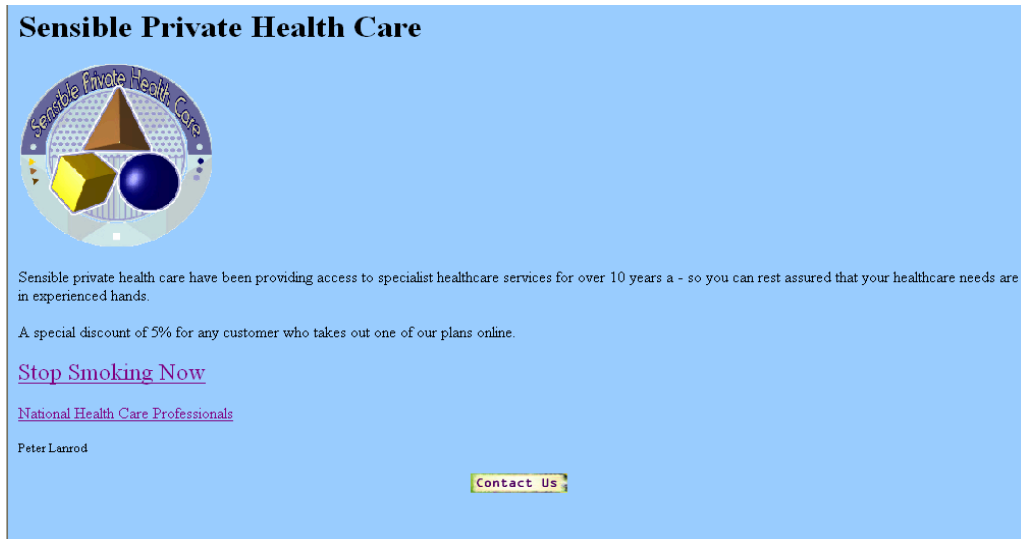 Sensible Private Health Care
Sensible Private Health Care
Sensible private health care have been providing access to specialist healthcare services for over 10 years a - so you can rest assured that your healthcare needs are
in experienced hands.
A special discount of 5% for any customer who takes out one of our plans online.
Stop Smoking Now
National Health Care Professionals
Peter Lanrod
Contact Us